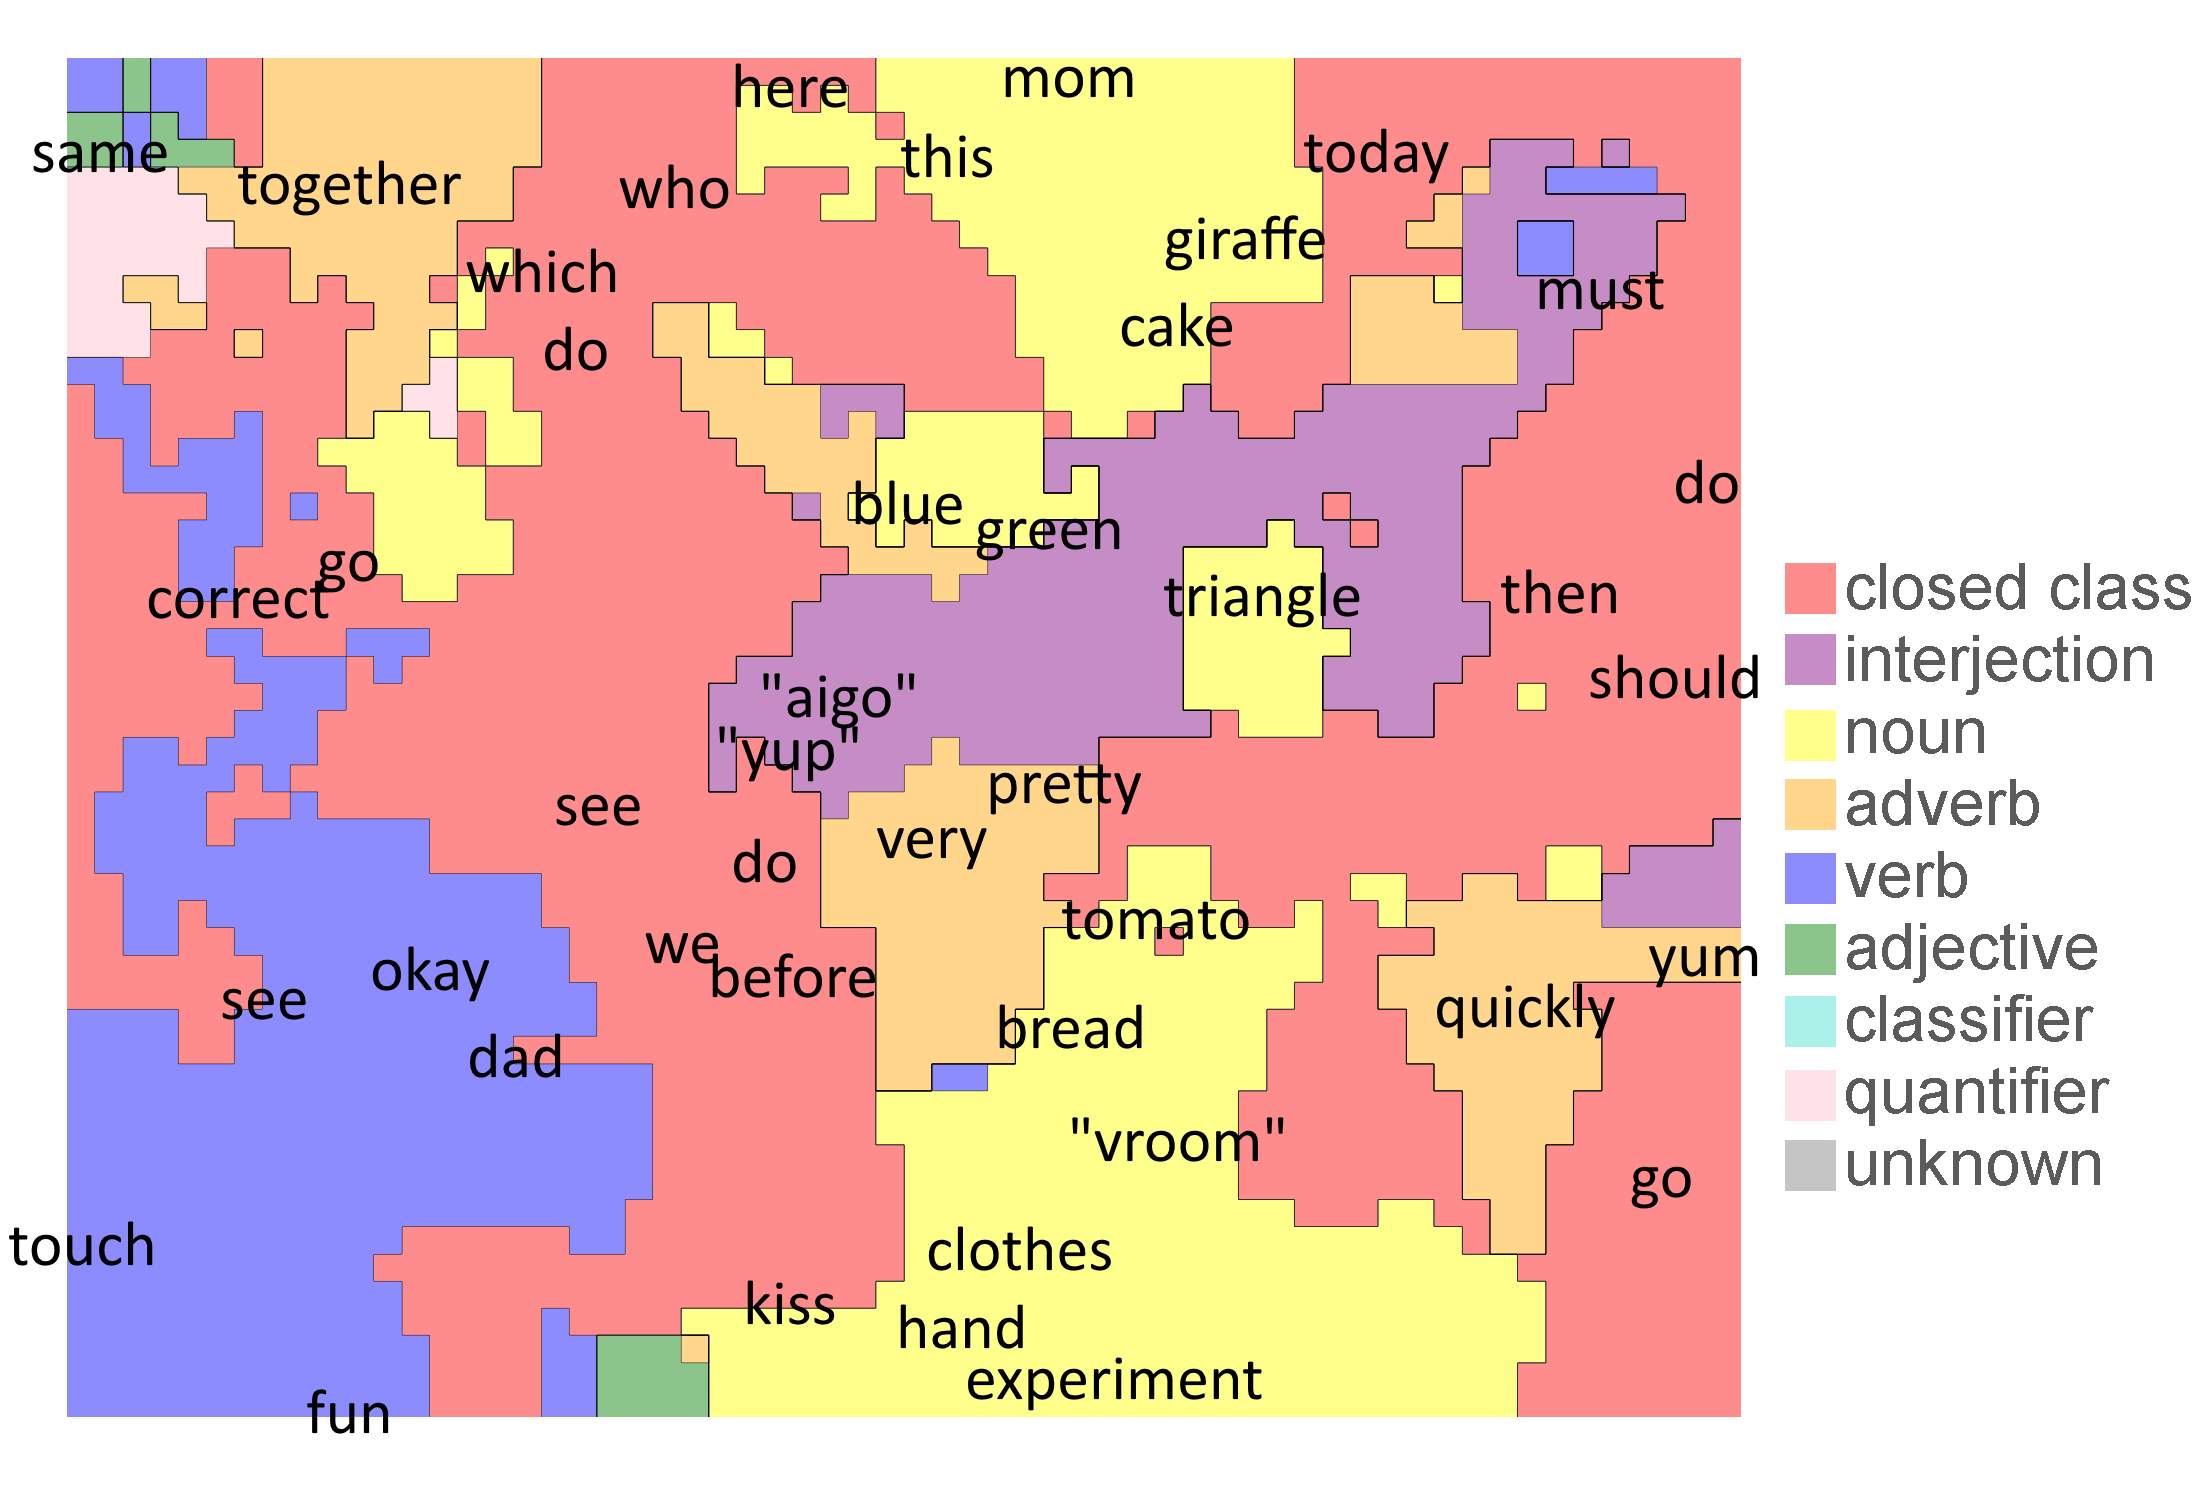 here
mom
same
together
who
this
today
which
giraffe
must
do
cake
blue
green
do
go
correct
triangle
then
should
"aigo"
"yup"
pretty
see
very
do
tomato
we
before
okay
see
dad
bread
quickly
yum
"vroom"
go
touch
clothes
kiss
hand
experiment
fun
closed class
interjection
noun
adverb
verb
adjective
classifier
quantifier
unknown